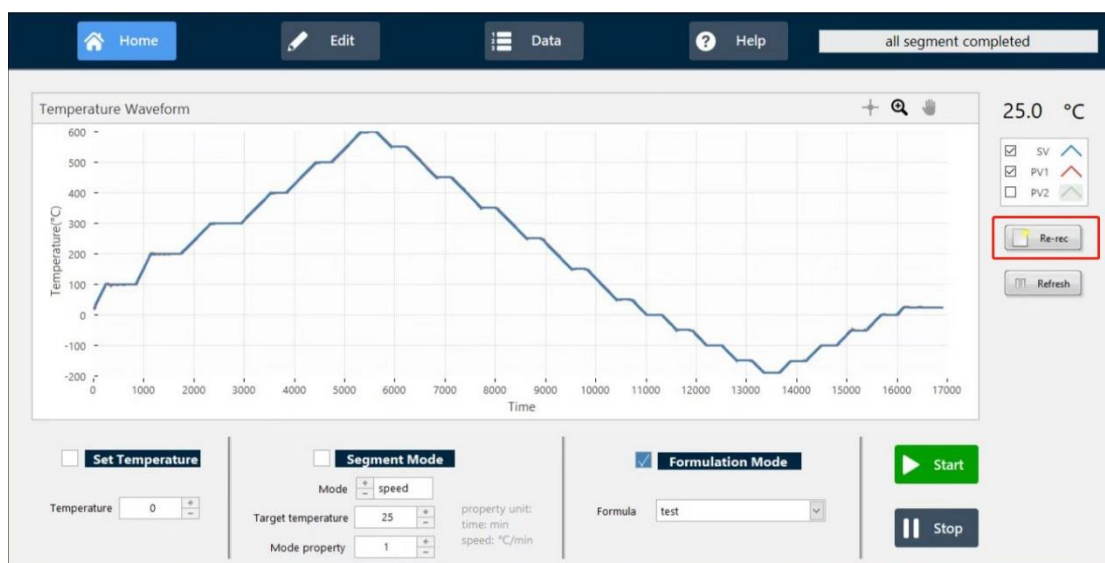 Home Edit Data Help all segment completed
Temperature Waveform
25.0 °C
SV
PV1
PV2
Re-rec
Refresh
Temperature(°C)
600
500
400
300
200
100
0
-100
-200
0 1000 2000 3000 4000 5000 6000 7000 8000 9000 10000 11000 12000 13000 14000 15000 16000 17000
Time
Set Temperature
Temperature 0
Segment Mode
Mode speed
Target temperature 25
Mode property 1
property unit:
time: min
speed: °C/min
Formulation Mode
Formula test
Start
Stop